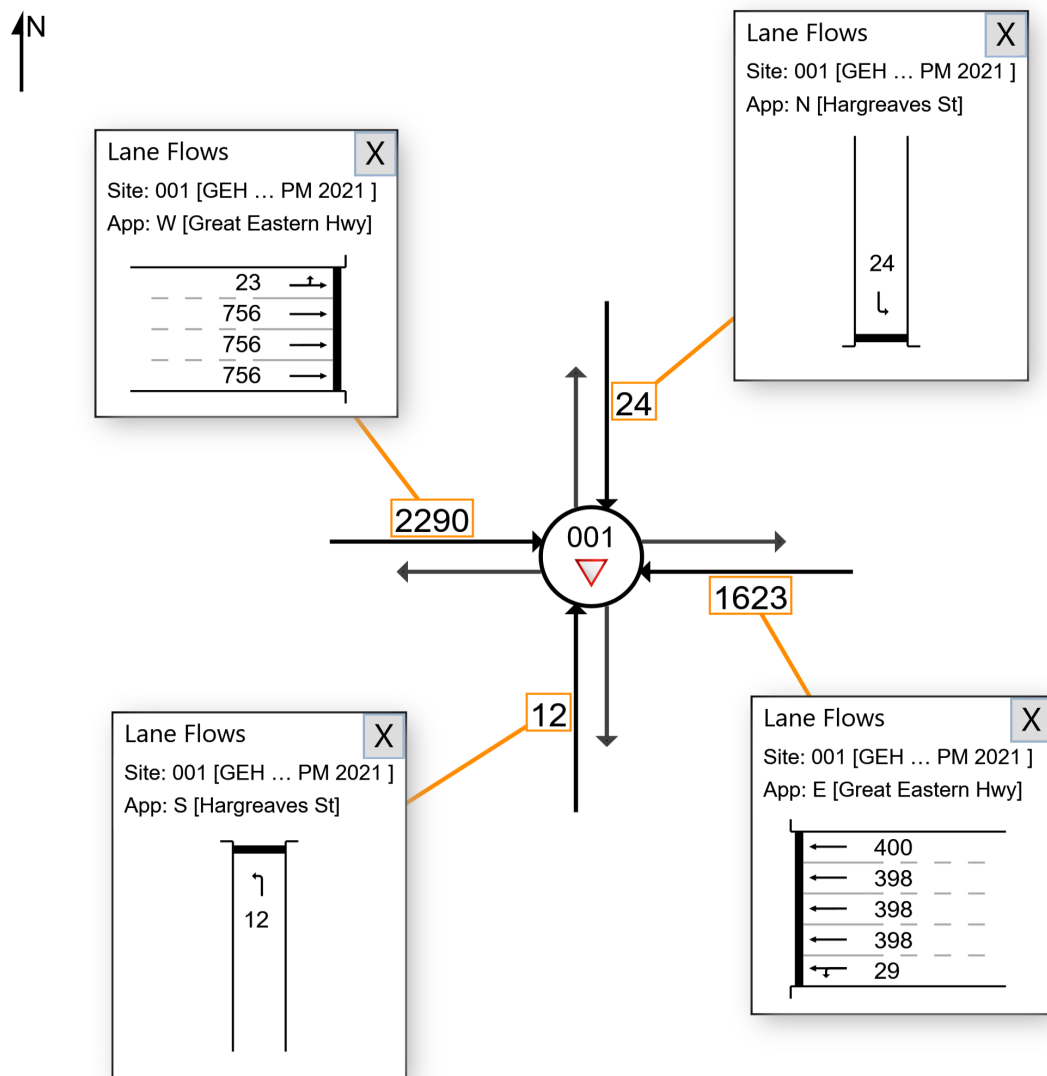 N
Lane Flows
X
Site: 001 [GEH ... PM 2021 ]
App: N [Hargreaves St]
24
Lane Flows
X
Site: 001 [GEH ... PM 2021 ]
App: W [Great Eastern Hwy]
23
756
756
756
24
2290
001
1623
12
Lane Flows
X
Site: 001 [GEH ... PM 2021 ]
App: S [Hargreaves St]
12
Lane Flows
X
Site: 001 [GEH ... PM 2021 ]
App: E [Great Eastern Hwy]
400
398
398
398
29